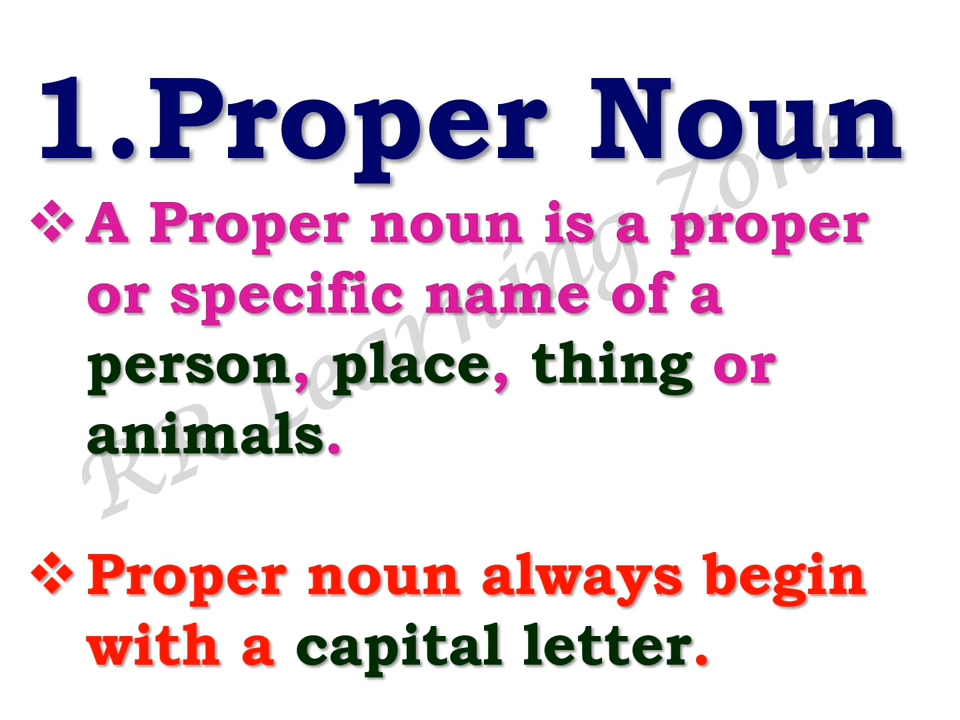 1.Proper Noun
❖ A Proper noun is a proper
or specific name of a
person, place, thing or
animals.
❖ Proper noun always begin
with a capital letter.
RR Learning Zone